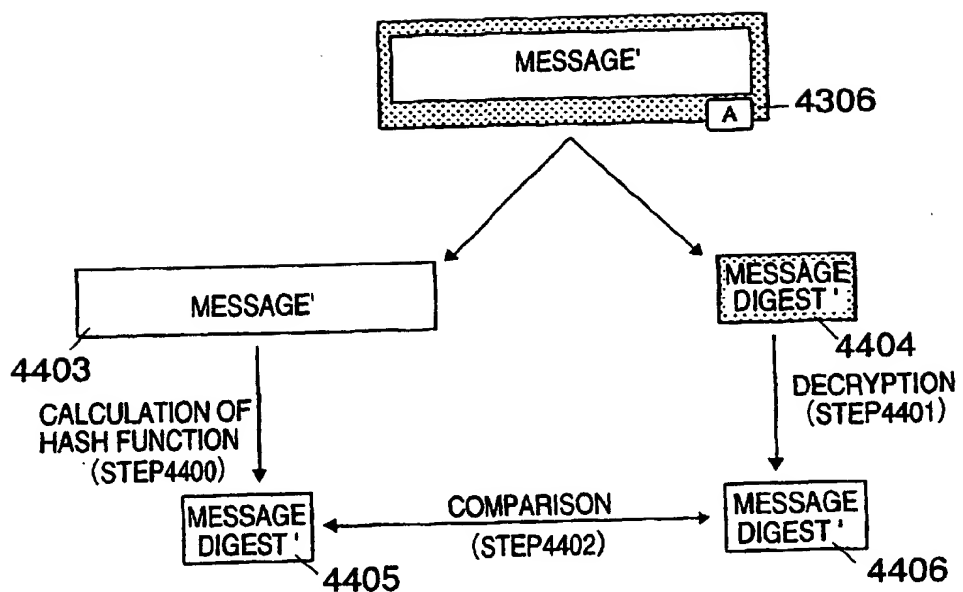 MESSAGE'
A
4306
MESSAGE'
4403
MESSAGE
DIGEST '
4404
CALCULATION OF
HASH FUNCTION
(STEP4400)
DECRYPTION
(STEP4401)
MESSAGE
DIGEST '
4405
COMPARISON
(STEP4402)
MESSAGE
DIGEST '
4406